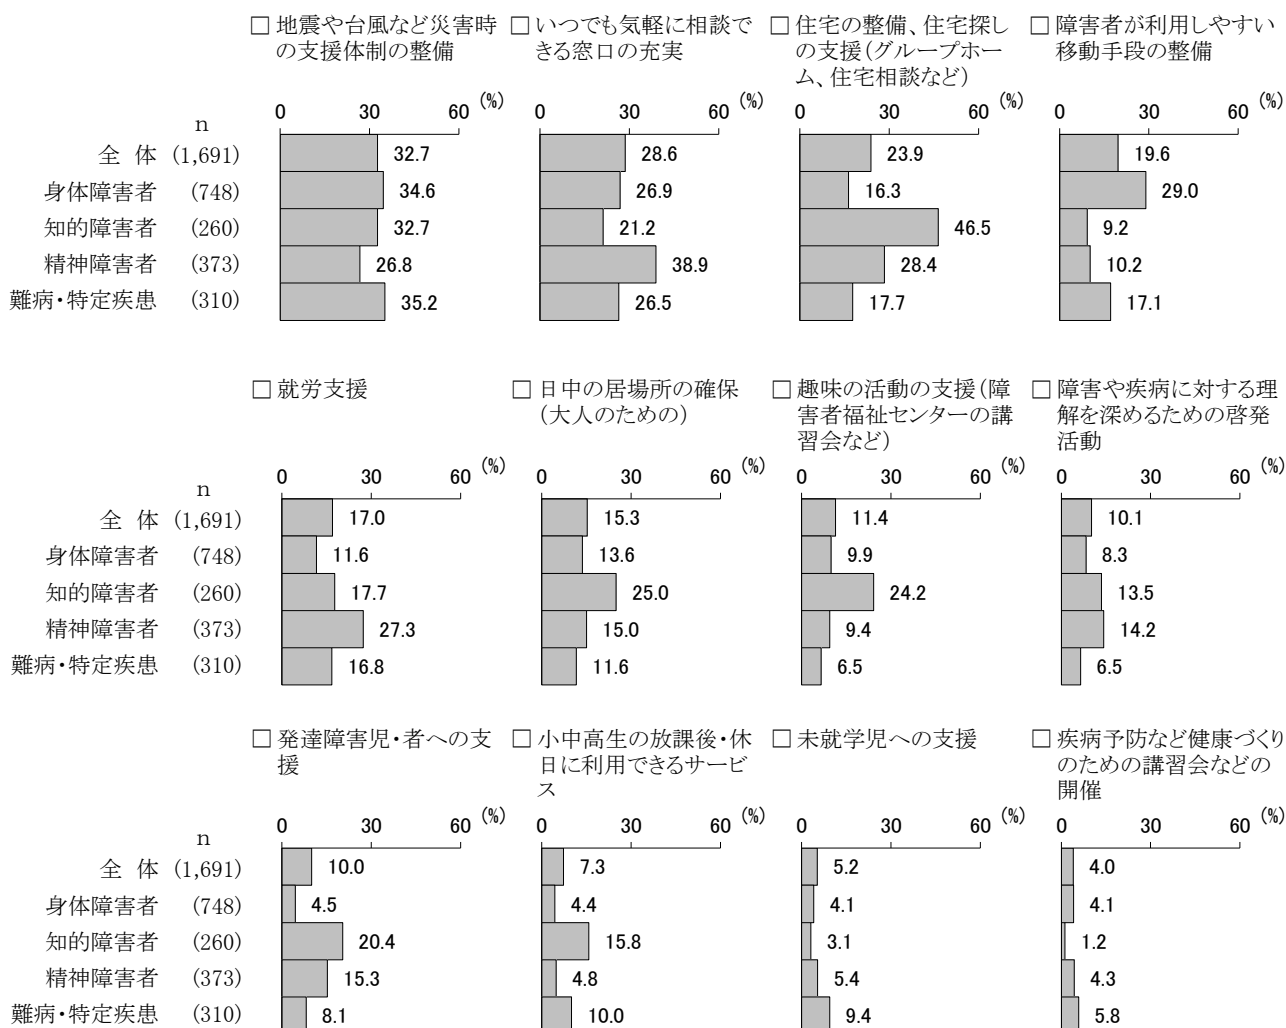 □ 地震や台風など災害時 □ いつでも気軽に相談で □ 住宅の整備、住宅探し □ 障害者が利用しやすい
の支援体制の整備 きる窓口の充実 の支援(グループホー 移動手段の整備
ム、住宅相談など)
0 30 60 (%) 0 30 60 (%) 0 30 60 (%) 0 30 60 (%)
n
全 体 (1,691) 32.7 28.6 23.9 19.6
身体障害者 (748) 34.6 26.9 16.3 29.0
知的障害者 (260) 32.7 21.2 46.5 9.2
精神障害者 (373) 26.8 38.9 28.4 10.2
難病・特定疾患 (310) 35.2 26.5 17.7 17.1
□ 就労支援 □ 日中の居場所の確保 □ 趣味の活動の支援(障 □ 障害や疾病に対する理
(大人のための) 害者福祉センターの講 解を深めるための啓発
習会など) 活動
0 30 60 (%) 0 30 60 (%) 0 30 60 (%) 0 30 60 (%)
n
全 体 (1,691) 17.0 15.3 11.4 10.1
身体障害者 (748) 11.6 13.6 9.9 8.3
知的障害者 (260) 17.7 25.0 24.2 13.5
精神障害者 (373) 27.3 15.0 9.4 14.2
難病・特定疾患 (310) 16.8 11.6 6.5 6.5
□ 発達障害児・者への支 □ 小中高生の放課後・休 □ 未就学児への支援 □ 疾病予防など健康づくり
援 日に利用できるサービ のための講習会などの
ス 開催
0 30 60 (%) 0 30 60 (%) 0 30 60 (%) 0 30 60 (%)
n
全 体 (1,691) 10.0 7.3 5.2 4.0
身体障害者 (748) 4.5 4.4 4.1 4.1
知的障害者 (260) 20.4 15.8 3.1 1.2
精神障害者 (373) 15.3 4.8 5.4 4.3
難病・特定疾患 (310) 8.1 10.0 9.4 5.8